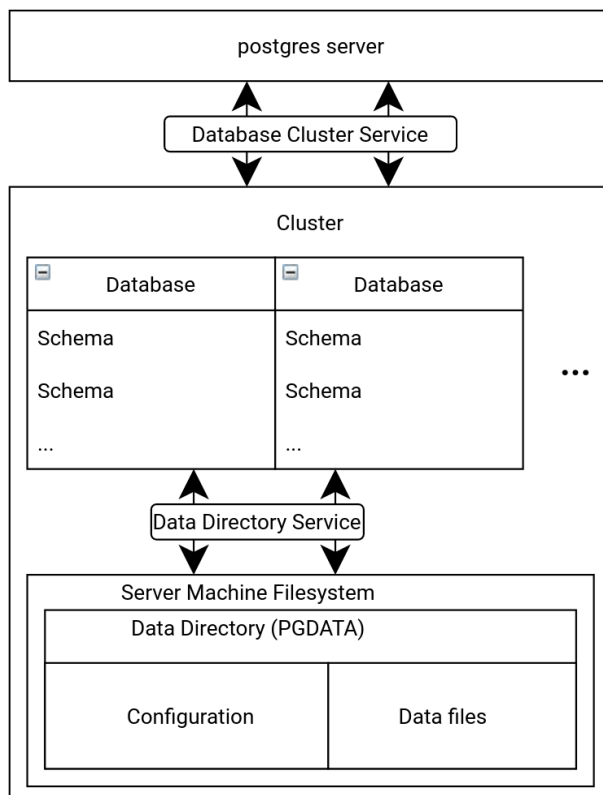 postgres server
Database Cluster Service
Cluster
Database
Database
Schema
Schema
Schema
Schema
...
...
...
Data Directory Service
Server Machine Filesystem
Data Directory (PGDATA)
Configuration
Data files